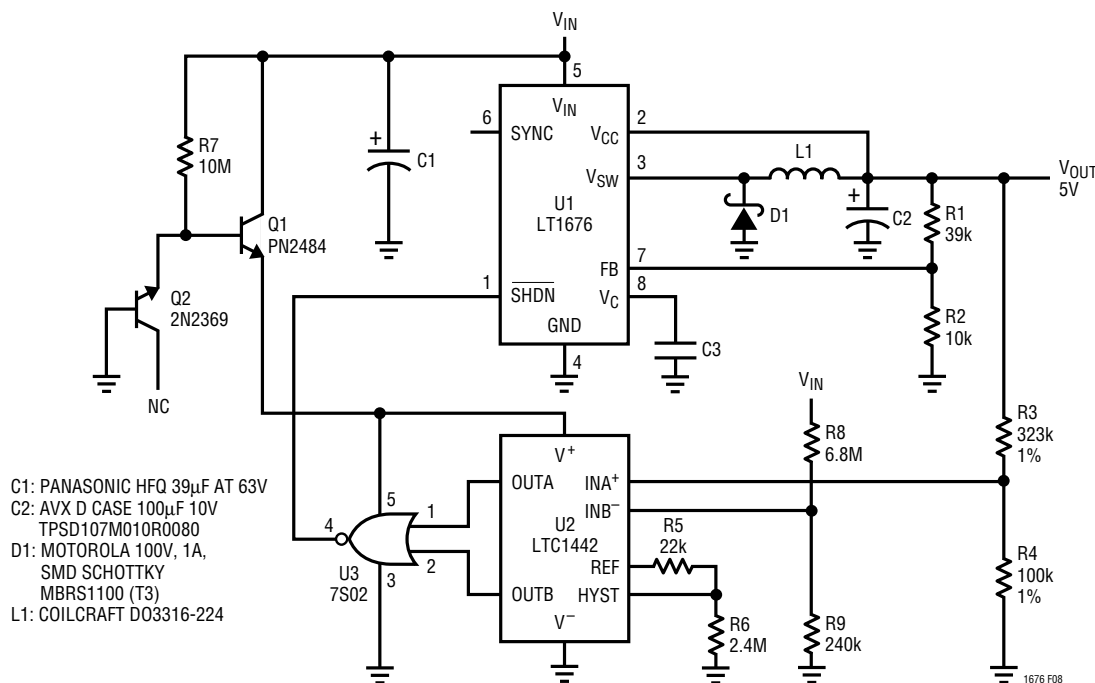 VIN
5
VIN
6
SYNC
VCC
2
R7
10M
+
C1
VSW
3
L1
VOUT
5V
U1
LT1676
D1
+
C2
R1
39k
Q1
PN2484
FB
7
1
SHDN
VC
8
Q2
2N2369
GND
4
C3
R2
10k
NC
VIN
R8
6.8M
R3
323k
1%
V+
OUTA
INA+
INB–
U2
LTC1442
R5
22k
REF
OUTB
HYST
V–
R6
2.4M
R9
240k
R4
100k
1%
5
1
4
2
3
U3
7S02
C1: PANASONIC HFQ 39µF AT 63V
C2: AVX D CASE 100µF 10V
TPSD107M010R0080
D1: MOTOROLA 100V, 1A,
SMD SCHOTTKY
MBRS1100 (T3)
L1: COILCRAFT DO3316-224
1676 F08